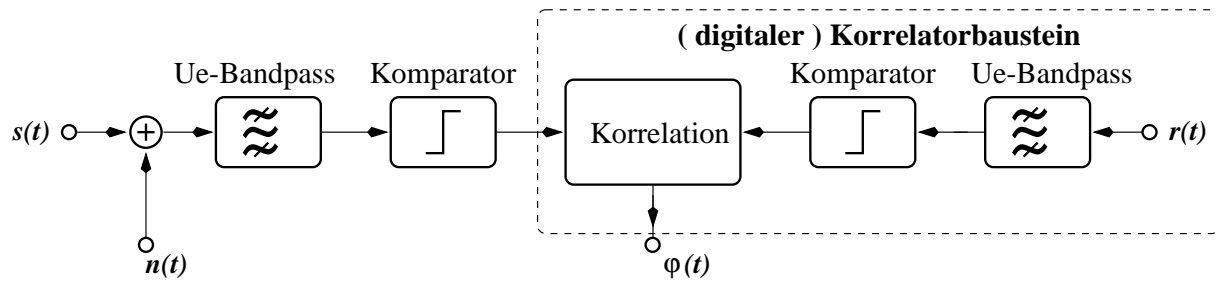 ( digitaler ) Korrelatorbaustein
Ue-Bandpass
Komparator
Komparator
Ue-Bandpass
s(t)
+
Korrelation
r(t)
n(t)
φ(t)